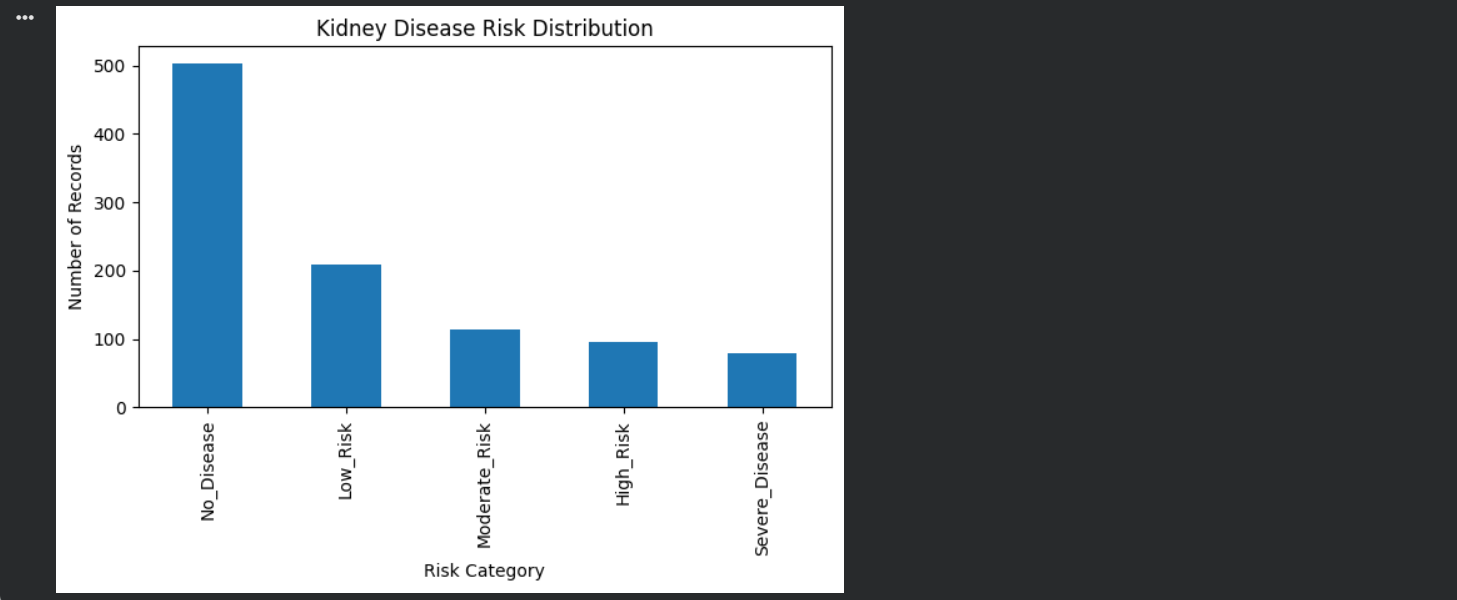 Kidney Disease Risk Distribution
Number of Records
500
400
300
200
100
0
No_Disease
Low_Risk
Moderate_Risk
High_Risk
Severe_Disease
Risk Category